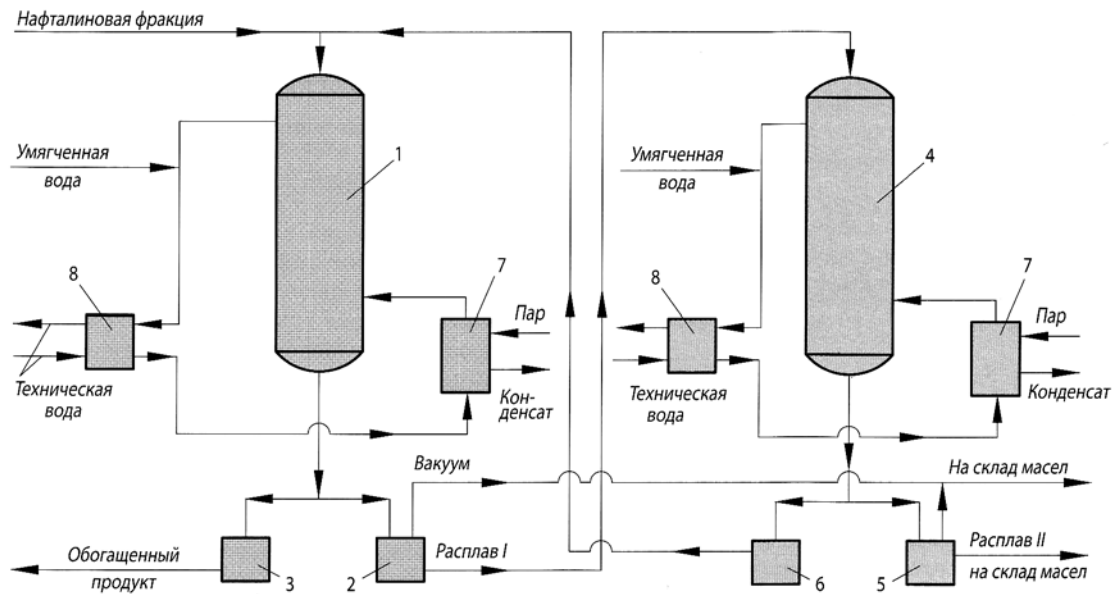 Нафталиновая фракция
Умягченная
вода
1
8
7
Пар
Техническая
вода
Кон-
денсат
Умягченная
вода
4
8
7
Пар
Техническая
вода
Конденсат
Вакуум
На склад масел
Обогащенный
продукт
3
2
Расплав I
6
5
Расплав II
на склад масел